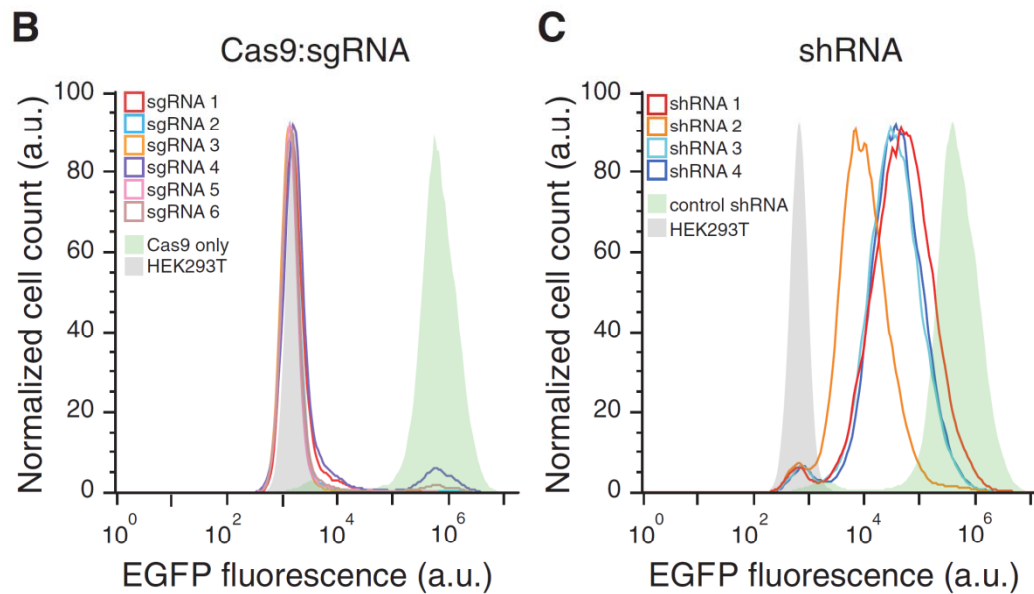 B
Cas9:sgRNA
Normalized cell count (a.u.)
100
80
60
40
20
0
sgRNA 1
sgRNA 2
sgRNA 3
sgRNA 4
sgRNA 5
sgRNA 6
Cas9 only
HEK293T
10^0
10^2
10^4
10^6
EGFP fluorescence (a.u.)
C
shRNA
Normalized cell count (a.u.)
100
80
60
40
20
0
shRNA 1
shRNA 2
shRNA 3
shRNA 4
control shRNA
HEK293T
10^0
10^2
10^4
10^6
EGFP fluorescence (a.u.)